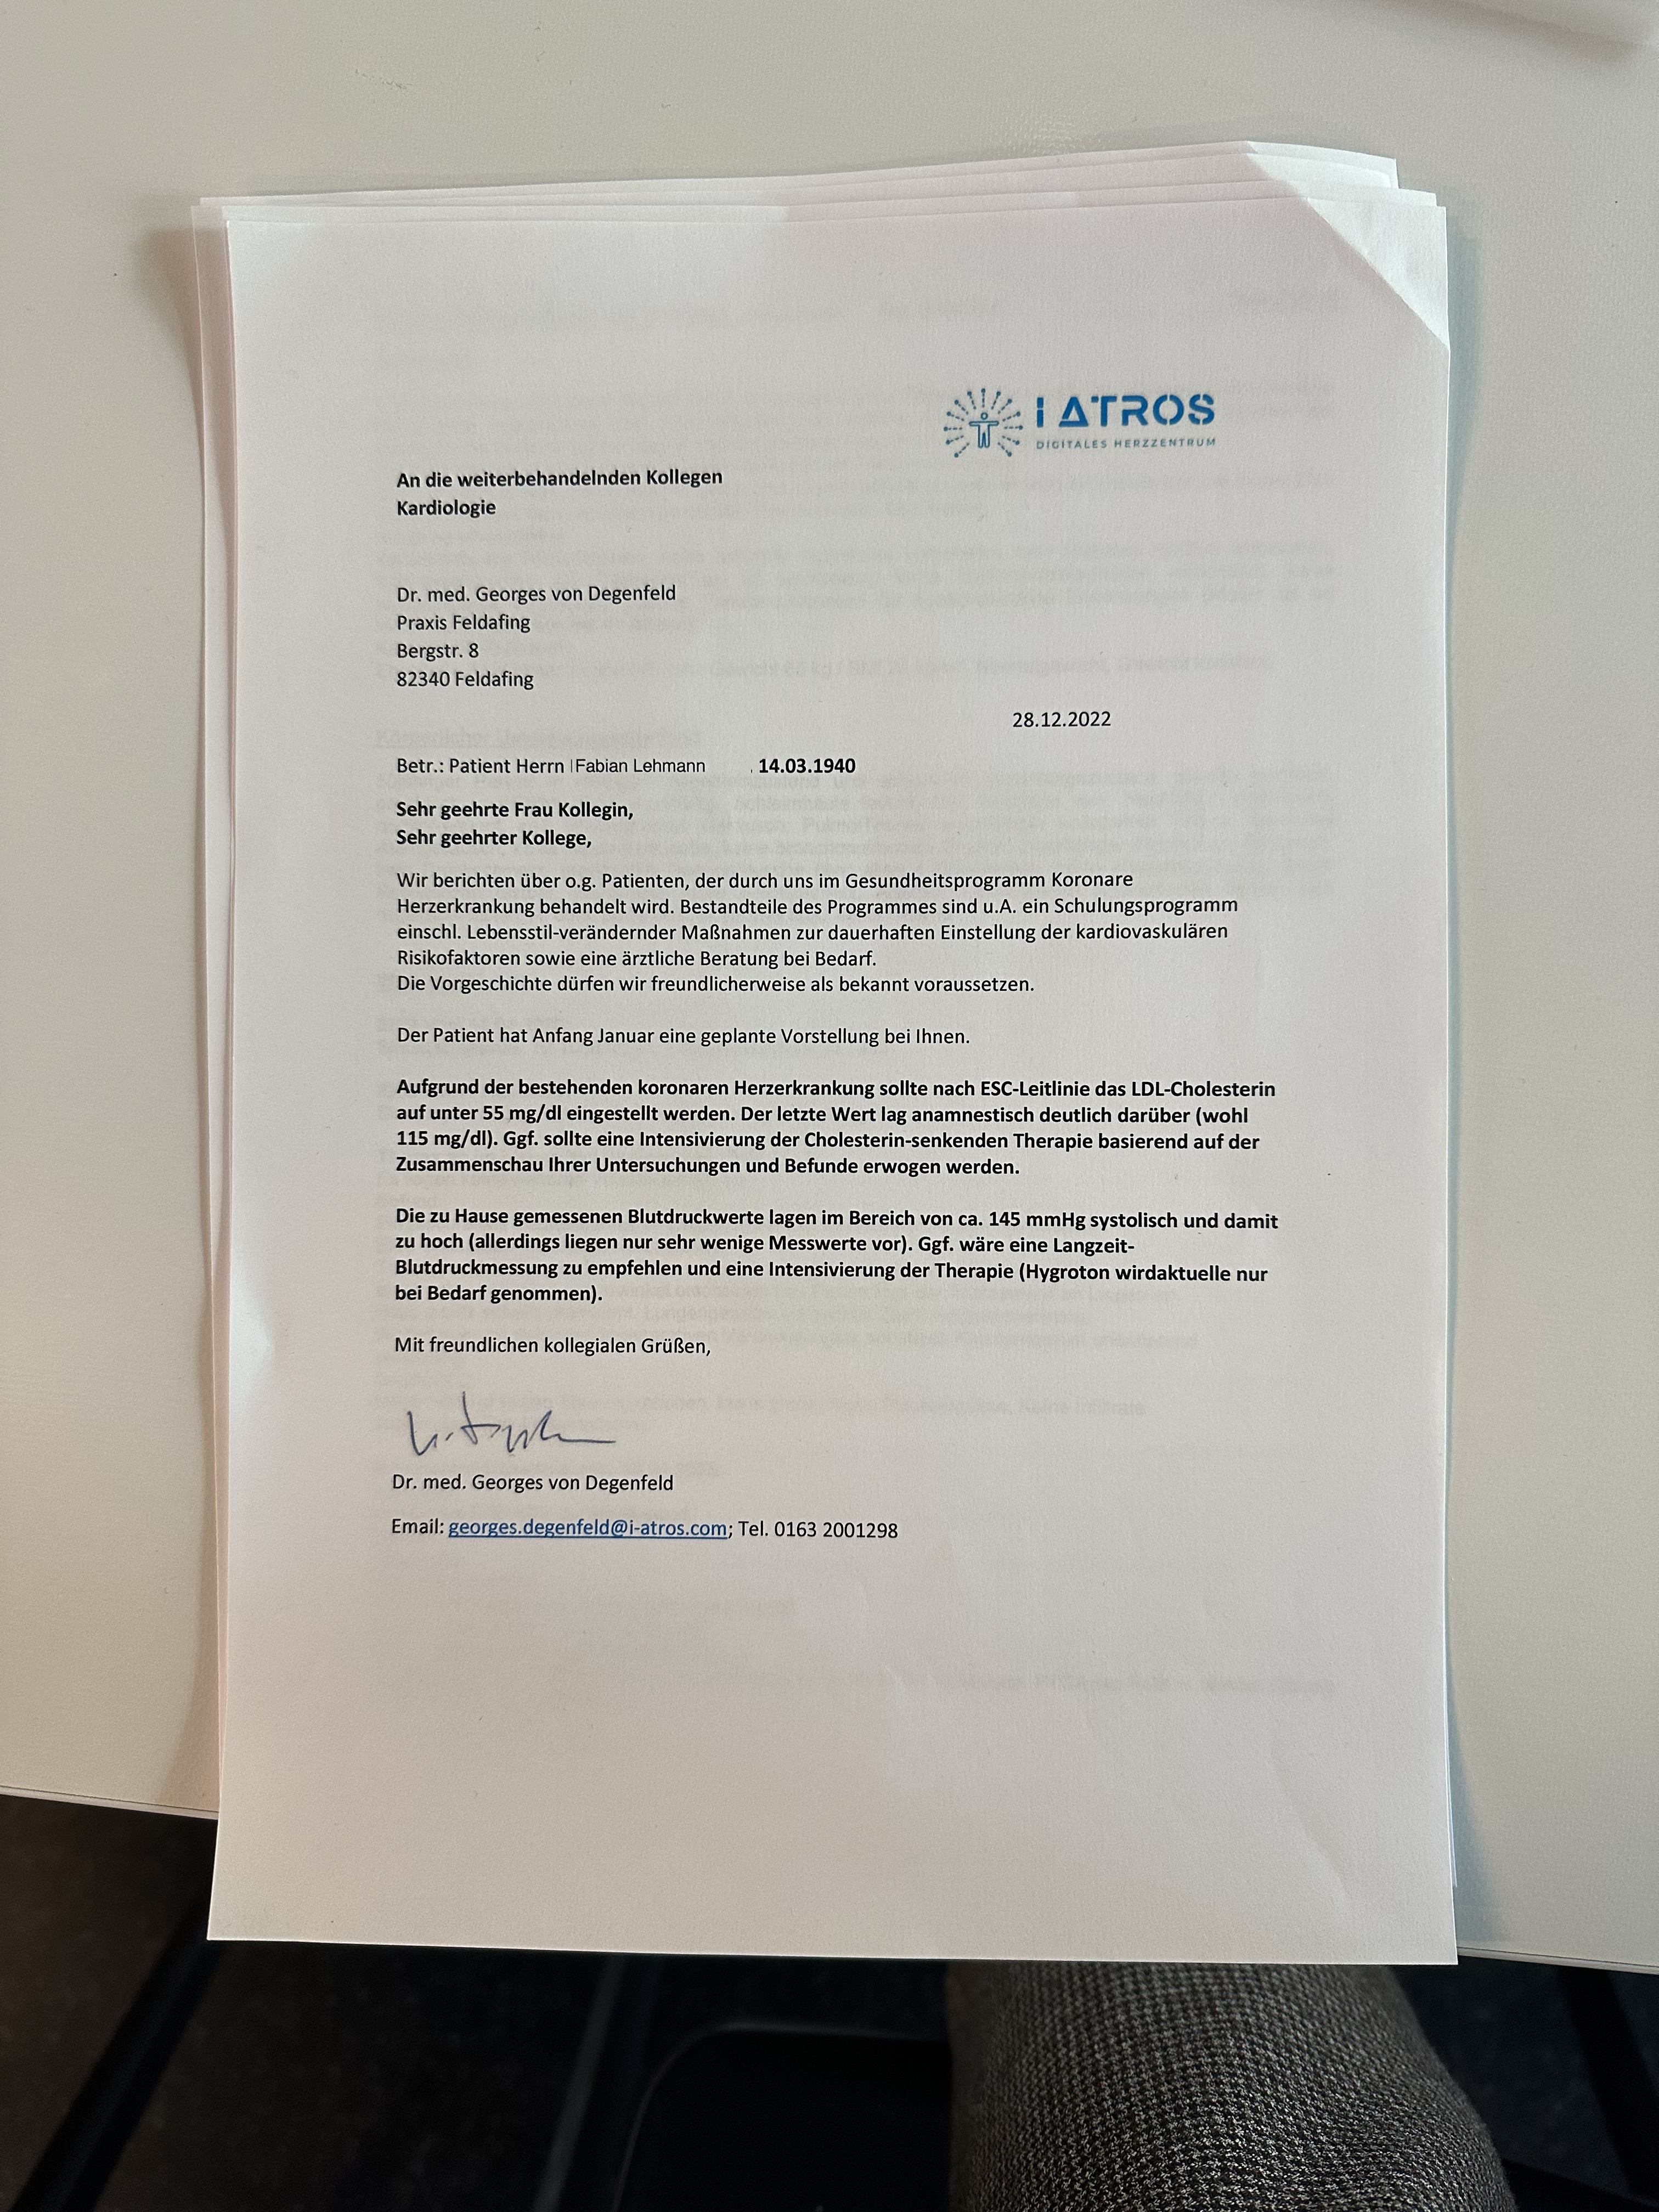 I ATROS
DIGITALES HERZZENTRUM
An die weiterbehandelnden Kollegen
Kardiologie
Dr. med. Georges von Degenfeld
Praxis Feldafing
Bergstr. 8
82340 Feldafing
28.12.2022
Betr.: Patient Herrn Fabian Lehmann 14.03.1940
Sehr geehrte Frau Kollegin,
Sehr geehrter Kollege,
Wir berichten über o.g. Patienten, der durch uns im Gesundheitsprogramm Koronare
Herzerkrankung behandelt wird. Bestandteile des Programmes sind u.A. ein Schulungsprogramm
einschl. Lebensstil-verändernder Maßnahmen zur dauerhaften Einstellung der kardiovaskulären
Risikofaktoren sowie eine ärztliche Beratung bei Bedarf.
Die Vorgeschichte dürfen wir freundlicherweise als bekannt voraussetzen.
Der Patient hat Anfang Januar eine geplante Vorstellung bei Ihnen.
Aufgrund der bestehenden koronaren Herzerkrankung sollte nach ESC-Leitlinie das LDL-Cholesterin
auf unter 55 mg/dl eingestellt werden. Der letzte Wert lag anamnestisch deutlich darüber (wohl
115 mg/dl). Ggf. sollte eine Intensivierung der Cholesterin-senkenden Therapie basierend auf der
Zusammenschau Ihrer Untersuchungen und Befunde erwogen werden.
Die zu Hause gemessenen Blutdruckwerte lagen im Bereich von ca. 145 mmHg systolisch und damit
zu hoch (allerdings liegen nur sehr wenige Messwerte vor). Ggf. wäre eine Langzeit-
Blutdruckmessung zu empfehlen und eine Intensivierung der Therapie (Hygroton wirdaktuelle nur
bei Bedarf genommen).
Mit freundlichen kollegialen Grüßen,
Dr. med. Georges von Degenfeld
Email: georges.degenfeld@i-atros.com; Tel. 0163 2001298